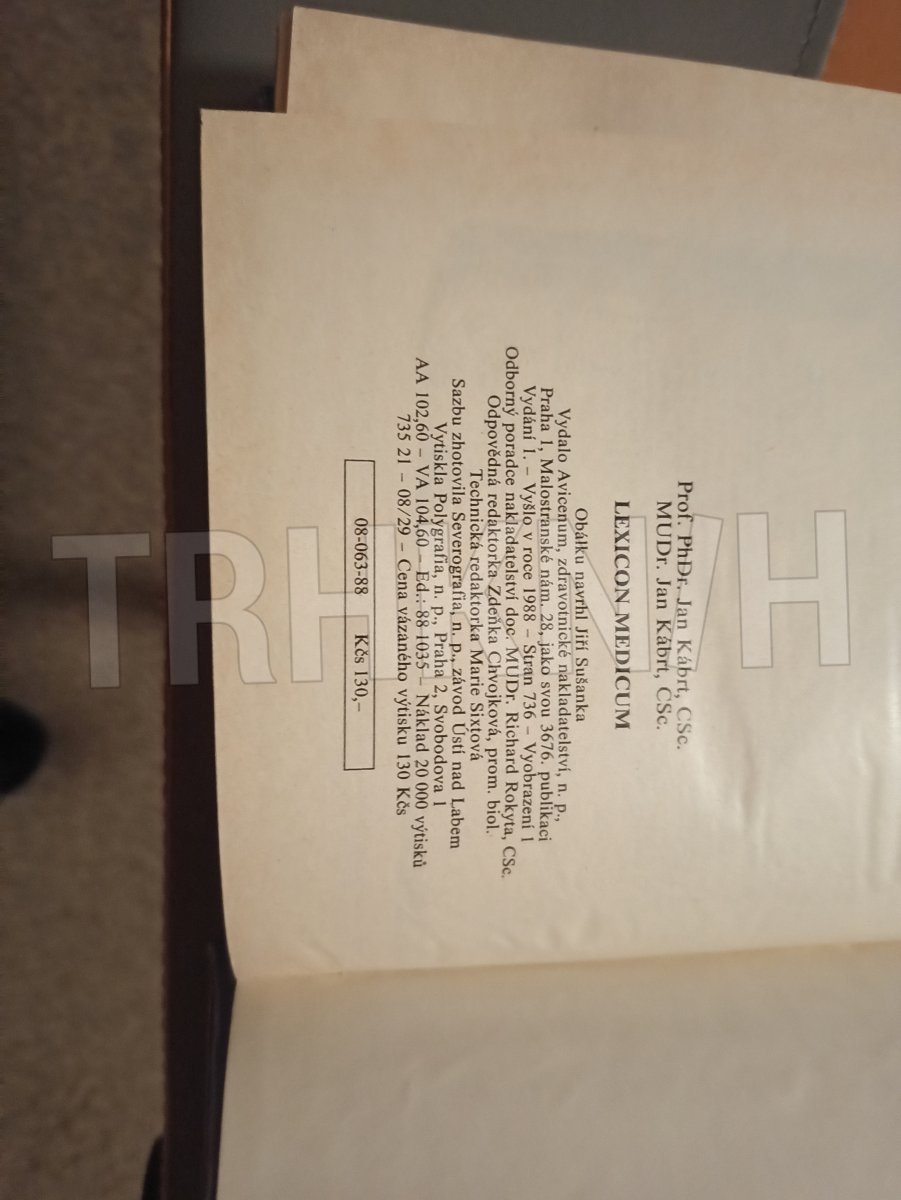 Prof. PhDr. Jan Kábrt, CSc.
MUDr. Jan Kábrt, CSc.
LEXICON MEDICUM
Obálku navrhl Jiří Sušanka
Vydalo Avicenum, zdravotnické nakladatelství, n. p.,
Praha 1, Malostranské nám. 28, jako svou 3676. publikaci
Vydání 1. – Vyšlo v roce 1988 – Stran 736 – Vyobrazení 1
Odborný poradce nakladatelství doc. MUDr. Richard Rokyta, CSc.
Odpovědná redaktorka Zdeňka Chvojková, prom. biol.
Technická redaktorka Marie Sixtová
Sazbu zhotovila Severografia, n. p., závod Ústí nad Labem
Vytiskla Polygrafia, n. p., Praha 2, Svobodova 1
AA 102,60 – VA 104,60 – Ed.: 88-1035 – Náklad 20 000 výtisků
735 21 – 08/29 – Cena vázaného výtisku 130 Kčs
08-063-88 Kčs 130,–